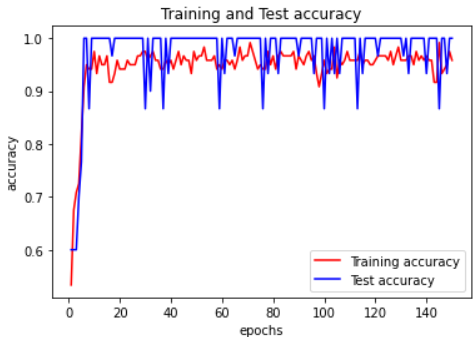 Training and Test accuracy
accuracy
1.0
0.9
0.8
0.7
0.6
0 20 40 60 80 100 120 140
epochs
Training accuracy
Test accuracy